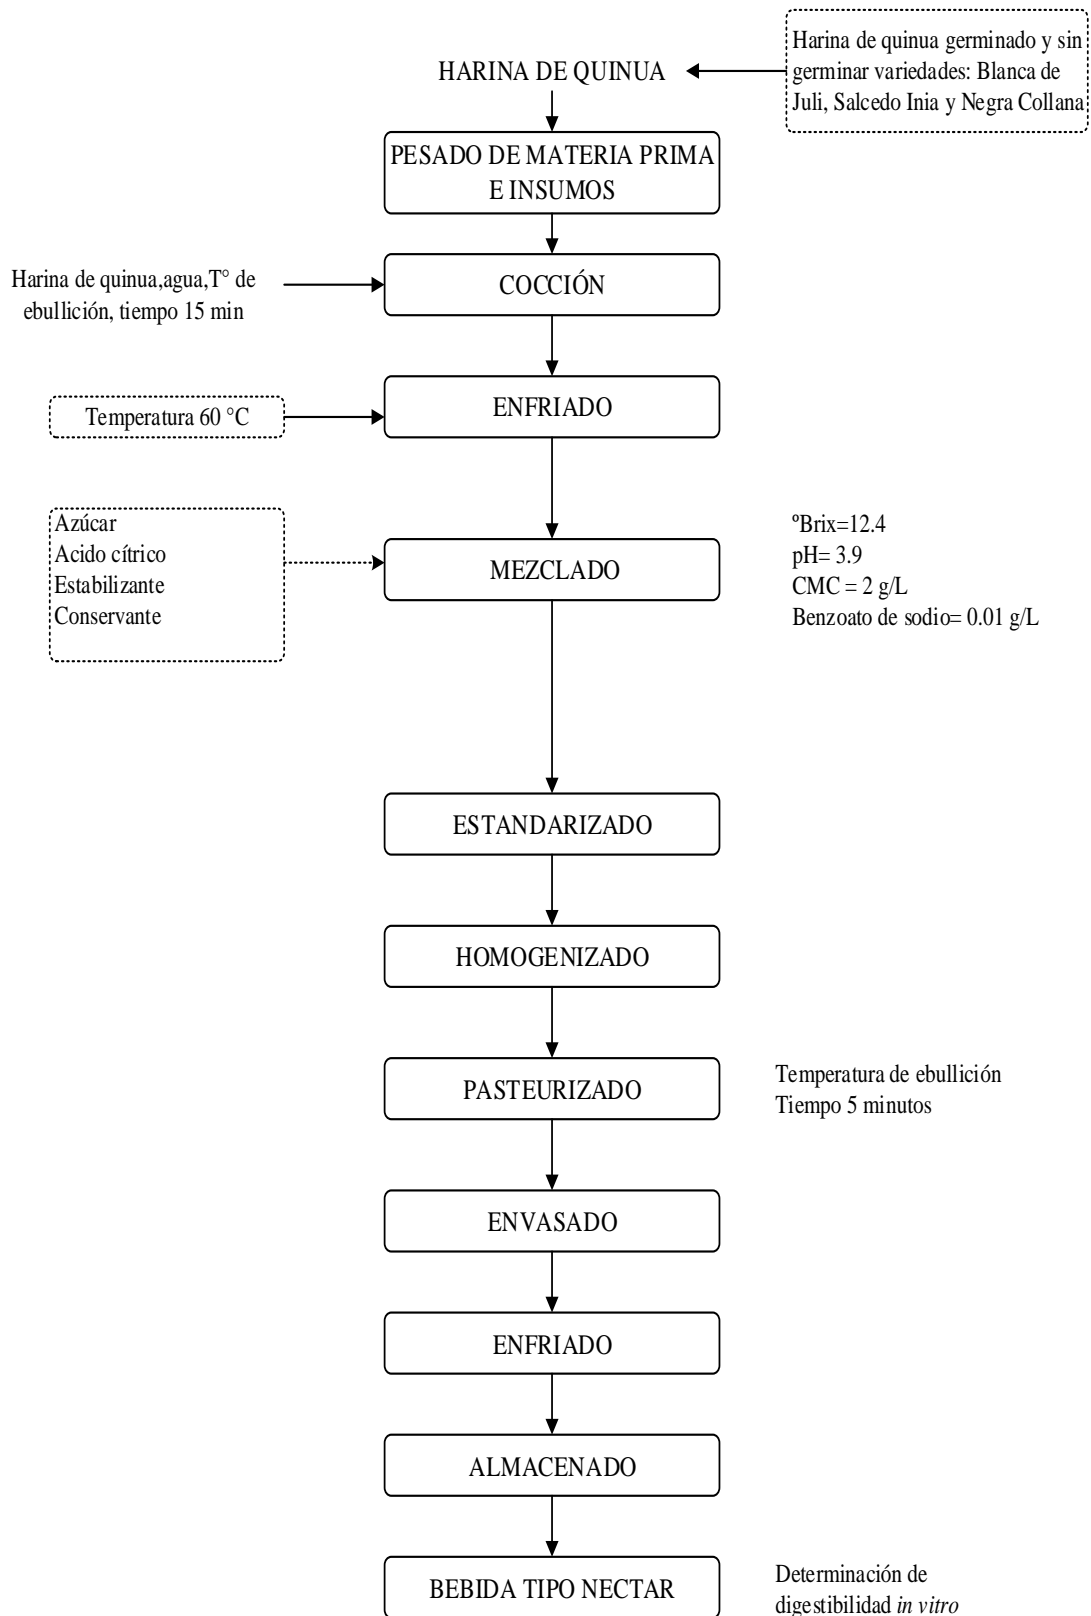 HARINA DE QUINUA
Harina de quinua germinado y sin
germinar variedades: Blanca de
Juli, Salcedo Inia y Negra Collana
PESADO DE MATERIA PRIMA
E INSUMOS
Harina de quinua,agua,T° de
ebullición, tiempo 15 min
COCCIÓN
Temperatura 60 °C
ENFRIADO
Azúcar
Acido cítrico
Estabilizante
Conservante
MEZCLADO
ºBrix=12.4
pH= 3.9
CMC = 2 g/L
Benzoato de sodio= 0.01 g/L
ESTANDARIZADO
HOMOGENIZADO
PASTEURIZADO
Temperatura de ebullición
Tiempo 5 minutos
ENVASADO
ENFRIADO
ALMACENADO
BEBIDA TIPO NECTAR
Determinación de
digestibilidad in vitro